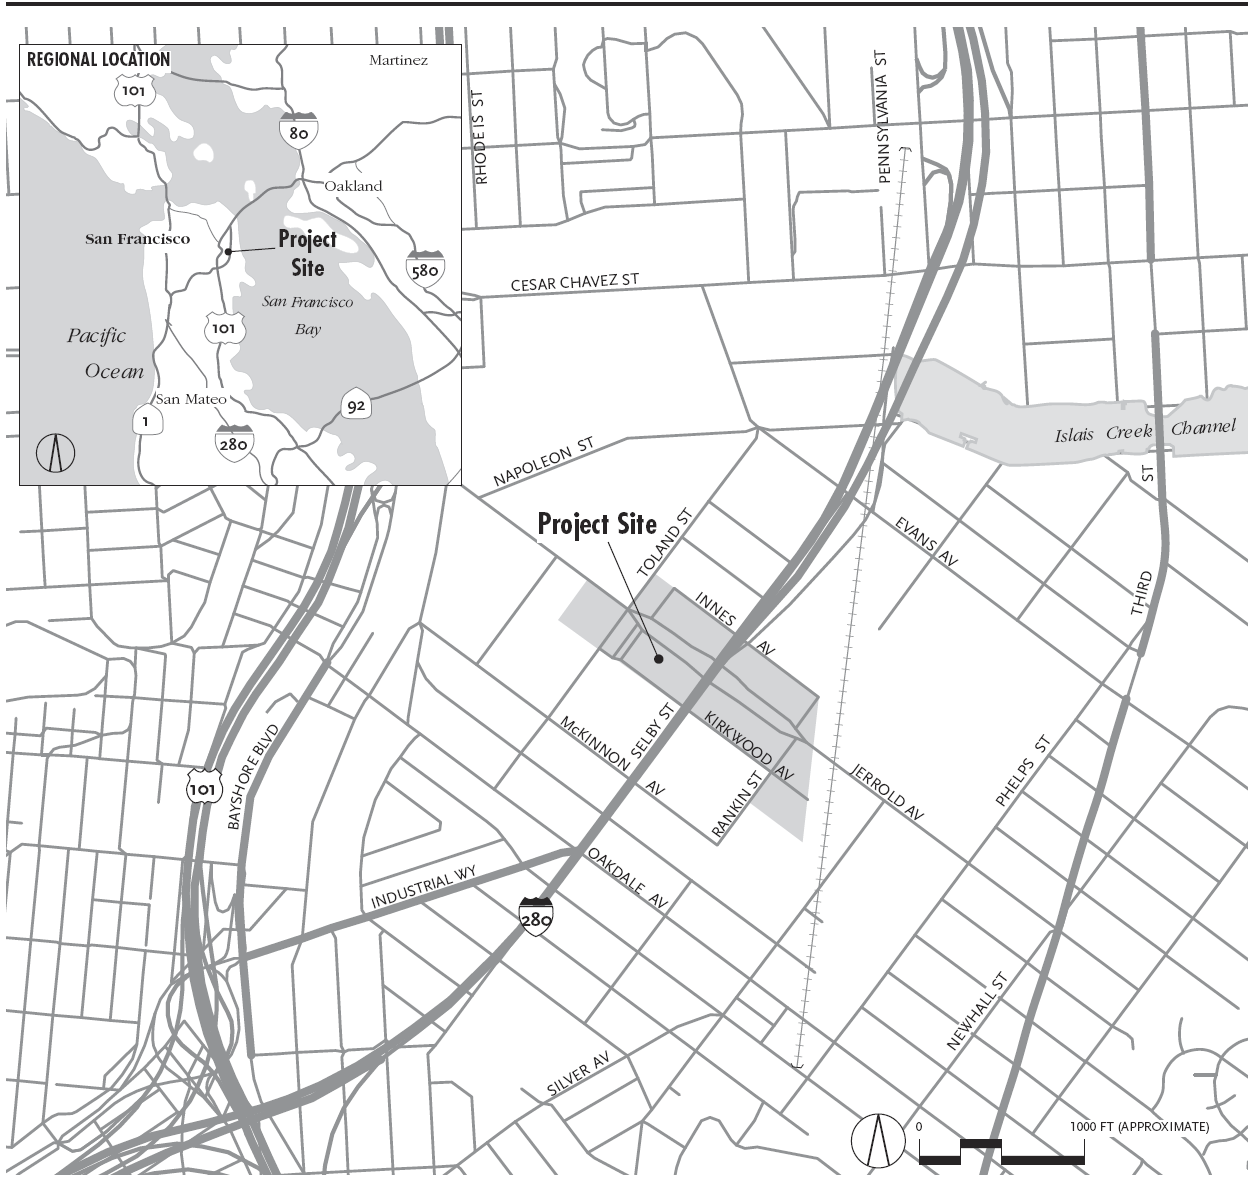 REGIONAL LOCATION
Martinez
101
80
Oakland
San Francisco
Project
Site
580
San Francisco
Bay
101
Pacific
Ocean
San Mateo
92
1
280
RHODE IS ST
PENNSYLVANIA ST
CESAR CHAVEZ ST
Islais Creek Channel
NAPOLEON ST
THIRD ST
Project Site
TOLAND ST
EVANS AV
INNES AV
McKINNON AV
SELBY ST
KIRKWOOD AV
RANKIN ST
JERROLD AV
PHELPS ST
BAYSHORE BLVD
101
INDUSTRIAL WY
OAKDALE AV
280
NEWHALL ST
SILVER AV
0
1000 FT (APPROXIMATE)